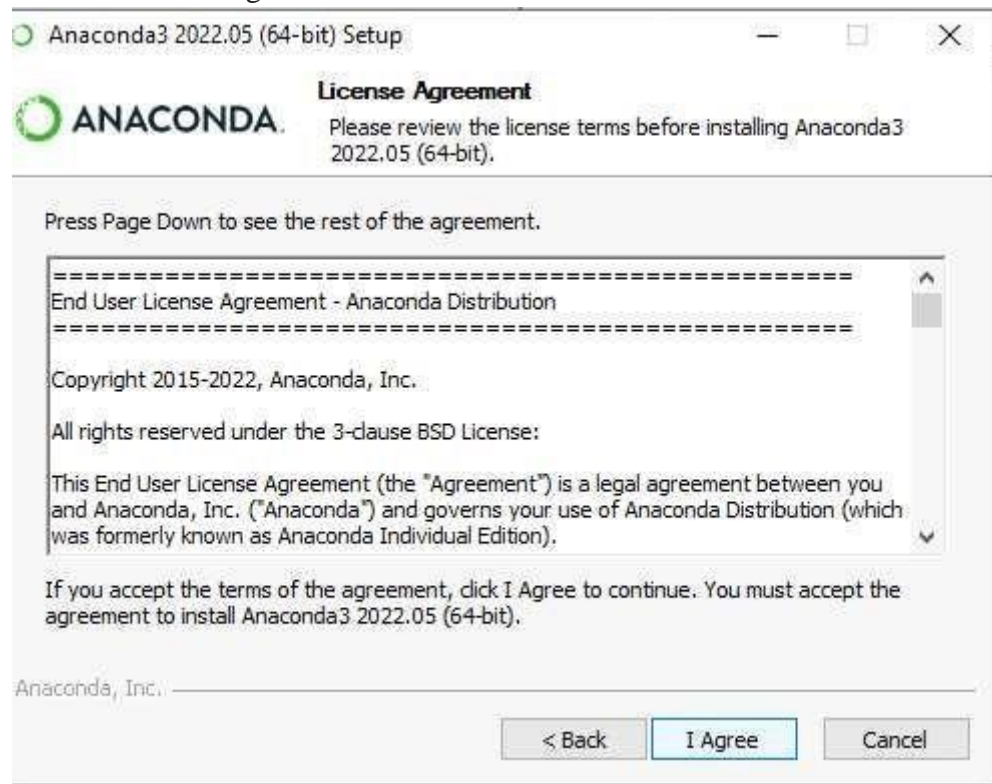 Anaconda3 2022.05 (64-bit) Setup
ANACONDA.
License Agreement
Please review the license terms before installing Anaconda3
2022.05 (64-bit).
Press Page Down to see the rest of the agreement.
==================================================
End User License Agreement - Anaconda Distribution
==================================================
Copyright 2015-2022, Anaconda, Inc.
All rights reserved under the 3-clause BSD License:
This End User License Agreement (the "Agreement") is a legal agreement between you
and Anaconda, Inc. ("Anaconda") and governs your use of Anaconda Distribution (which
was formerly known as Anaconda Individual Edition).
If you accept the terms of the agreement, click I Agree to continue. You must accept the
agreement to install Anaconda3 2022.05 (64-bit).
Anaconda, Inc.
< Back
I Agree
Cancel